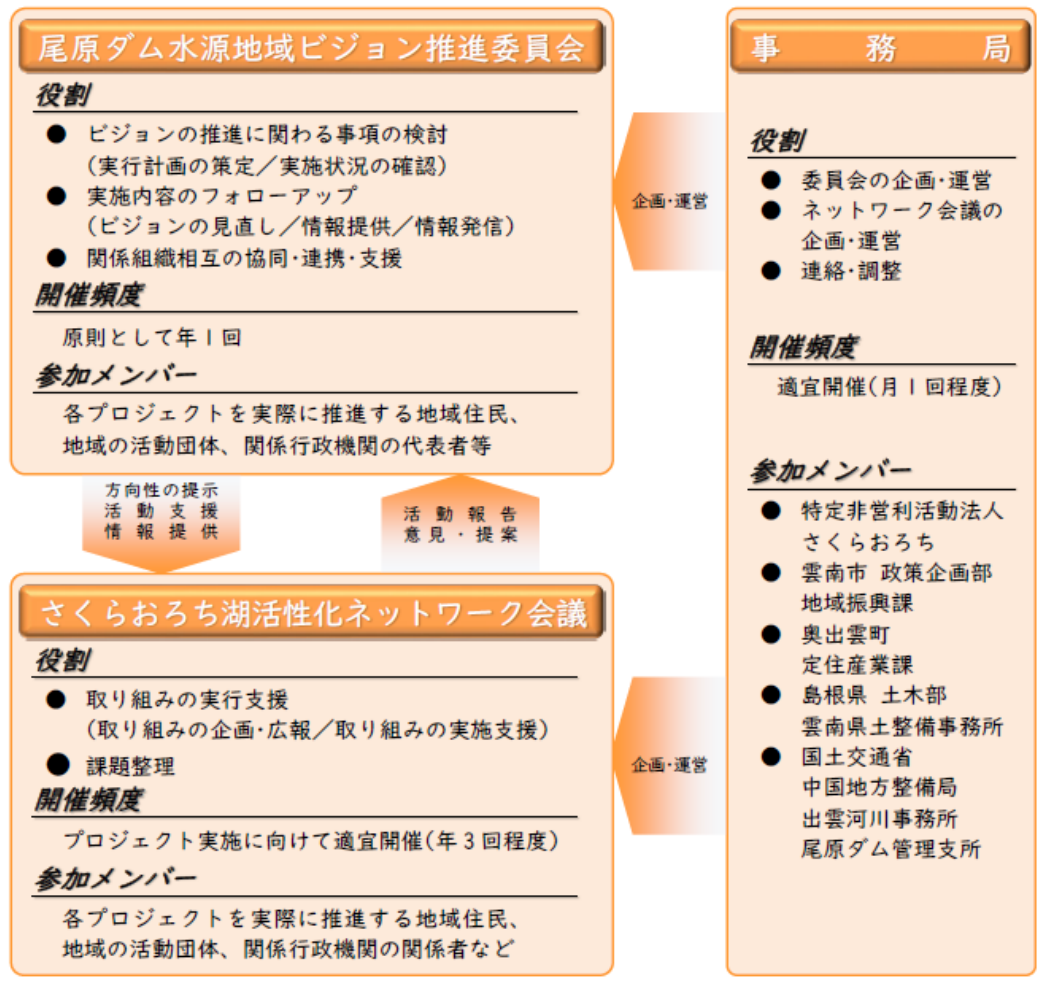 尾原ダム水源地域ビジョン推進委員会
役割
● ビジョンの推進に関わる事項の検討
(実行計画の策定／実施状況の確認)
● 実施内容のフォローアップ
(ビジョンの見直し／情報提供／情報発信)
● 関係組織相互の協同･連携･支援
開催頻度
原則として年１回
参加メンバー
各プロジェクトを実際に推進する地域住民、
地域の活動団体、関係行政機関の代表者等
方向性の提示
活動支援
情報提供
活動報告
意見・提案
さくらおろち湖活性化ネットワーク会議
役割
● 取り組みの実行支援
(取り組みの企画･広報／取り組みの実施支援)
● 課題整理
開催頻度
プロジェクト実施に向けて適宜開催(年３回程度)
参加メンバー
各プロジェクトを実際に推進する地域住民、
地域の活動団体、関係行政機関の関係者など
企画･運営
企画･運営
事務局
役割
● 委員会の企画･運営
● ネットワーク会議の
企画･運営
● 連絡･調整
開催頻度
適宜開催(月１回程度)
参加メンバー
● 特定非営利活動法人
さくらおろち
● 雲南市 政策企画部
地域振興課
● 奥出雲町
定住産業課
● 島根県 土木部
雲南県土整備事務所
● 国土交通省
中国地方整備局
出雲河川事務所
尾原ダム管理支所